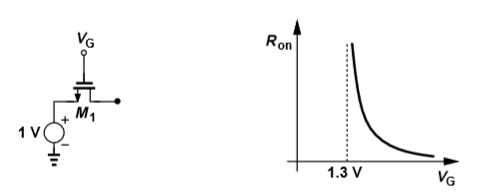 V_G
M_1
1 V
+
−
R_on
1.3 V
V_G